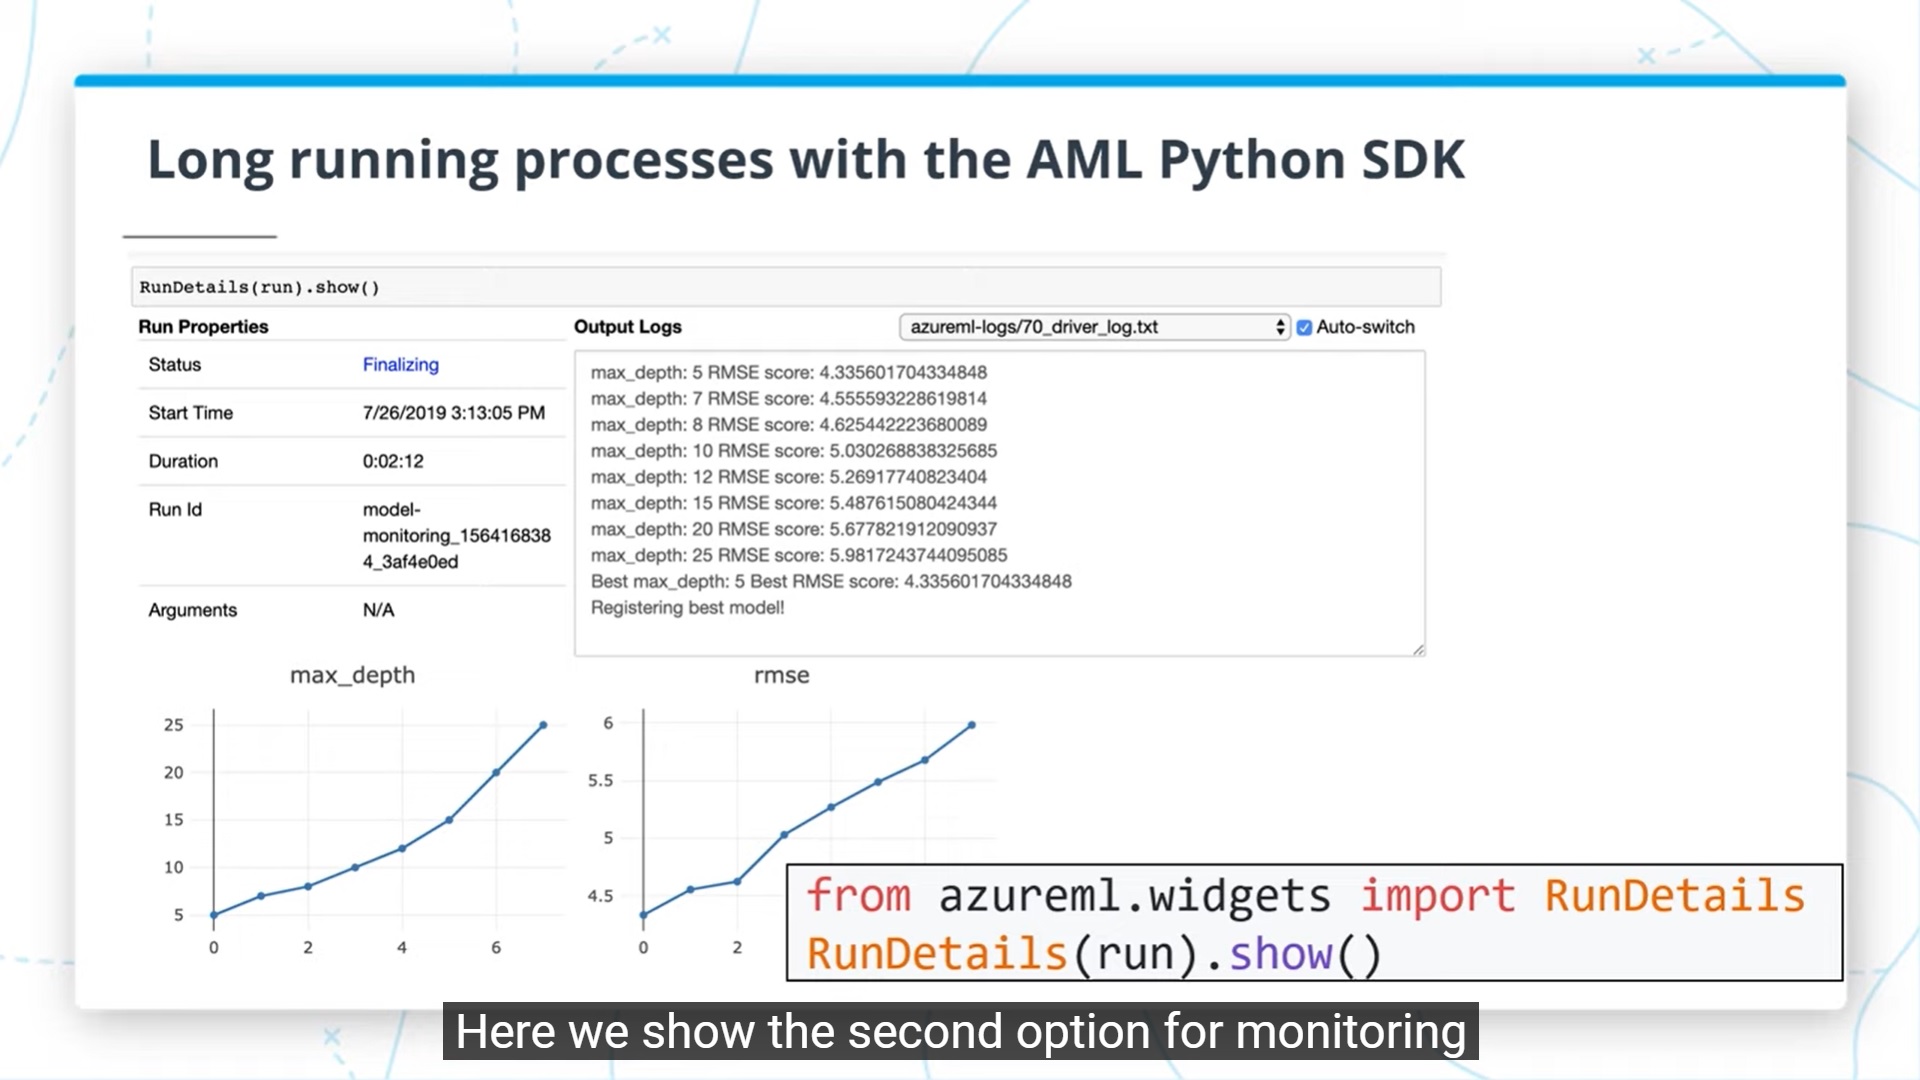 Long running processes with the AML Python SDK
RunDetails(run).show()
Run Properties
Status Finalizing
Start Time 7/26/2019 3:13:05 PM
Duration 0:02:12
Run Id model-
monitoring_156416838
4_3af4e0ed
Arguments N/A
Output Logs azureml-logs/70_driver_log.txt Auto-switch
max_depth: 5 RMSE score: 4.335601704334848
max_depth: 7 RMSE score: 4.555593228619814
max_depth: 8 RMSE score: 4.625442223680089
max_depth: 10 RMSE score: 5.030268838325685
max_depth: 12 RMSE score: 5.26917740823404
max_depth: 15 RMSE score: 5.487615080424344
max_depth: 20 RMSE score: 5.677821912090937
max_depth: 25 RMSE score: 5.9817243744095085
Best max_depth: 5 Best RMSE score: 4.335601704334848
Registering best model!
max_depth
25
20
15
10
5
0 2 4 6
rmse
6
5.5
5
4.5
0 2
from azureml.widgets import RunDetails
RunDetails(run).show()
Here we show the second option for monitoring